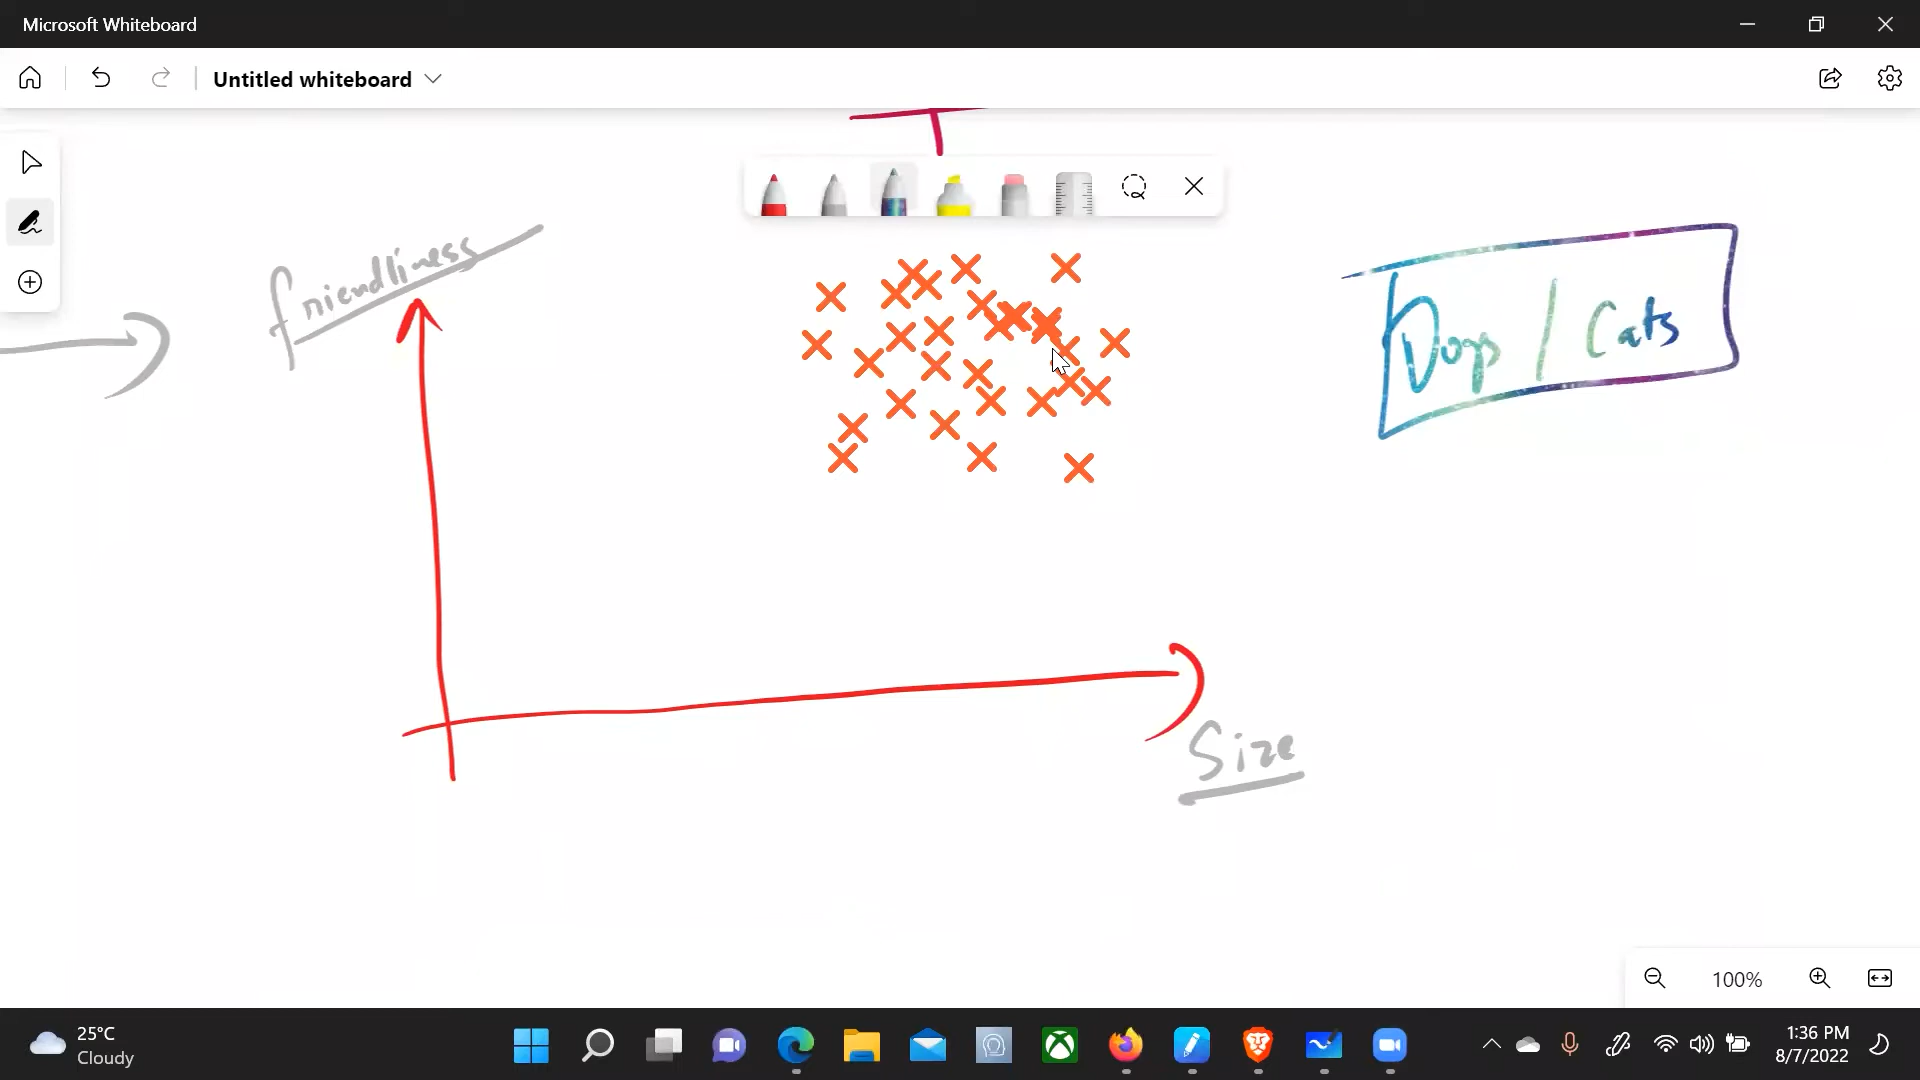 Microsoft Whiteboard
Untitled whiteboard
friendliness
Dogs / Cats
Size
100%
25°C
Cloudy
1:36 PM
8/7/2022